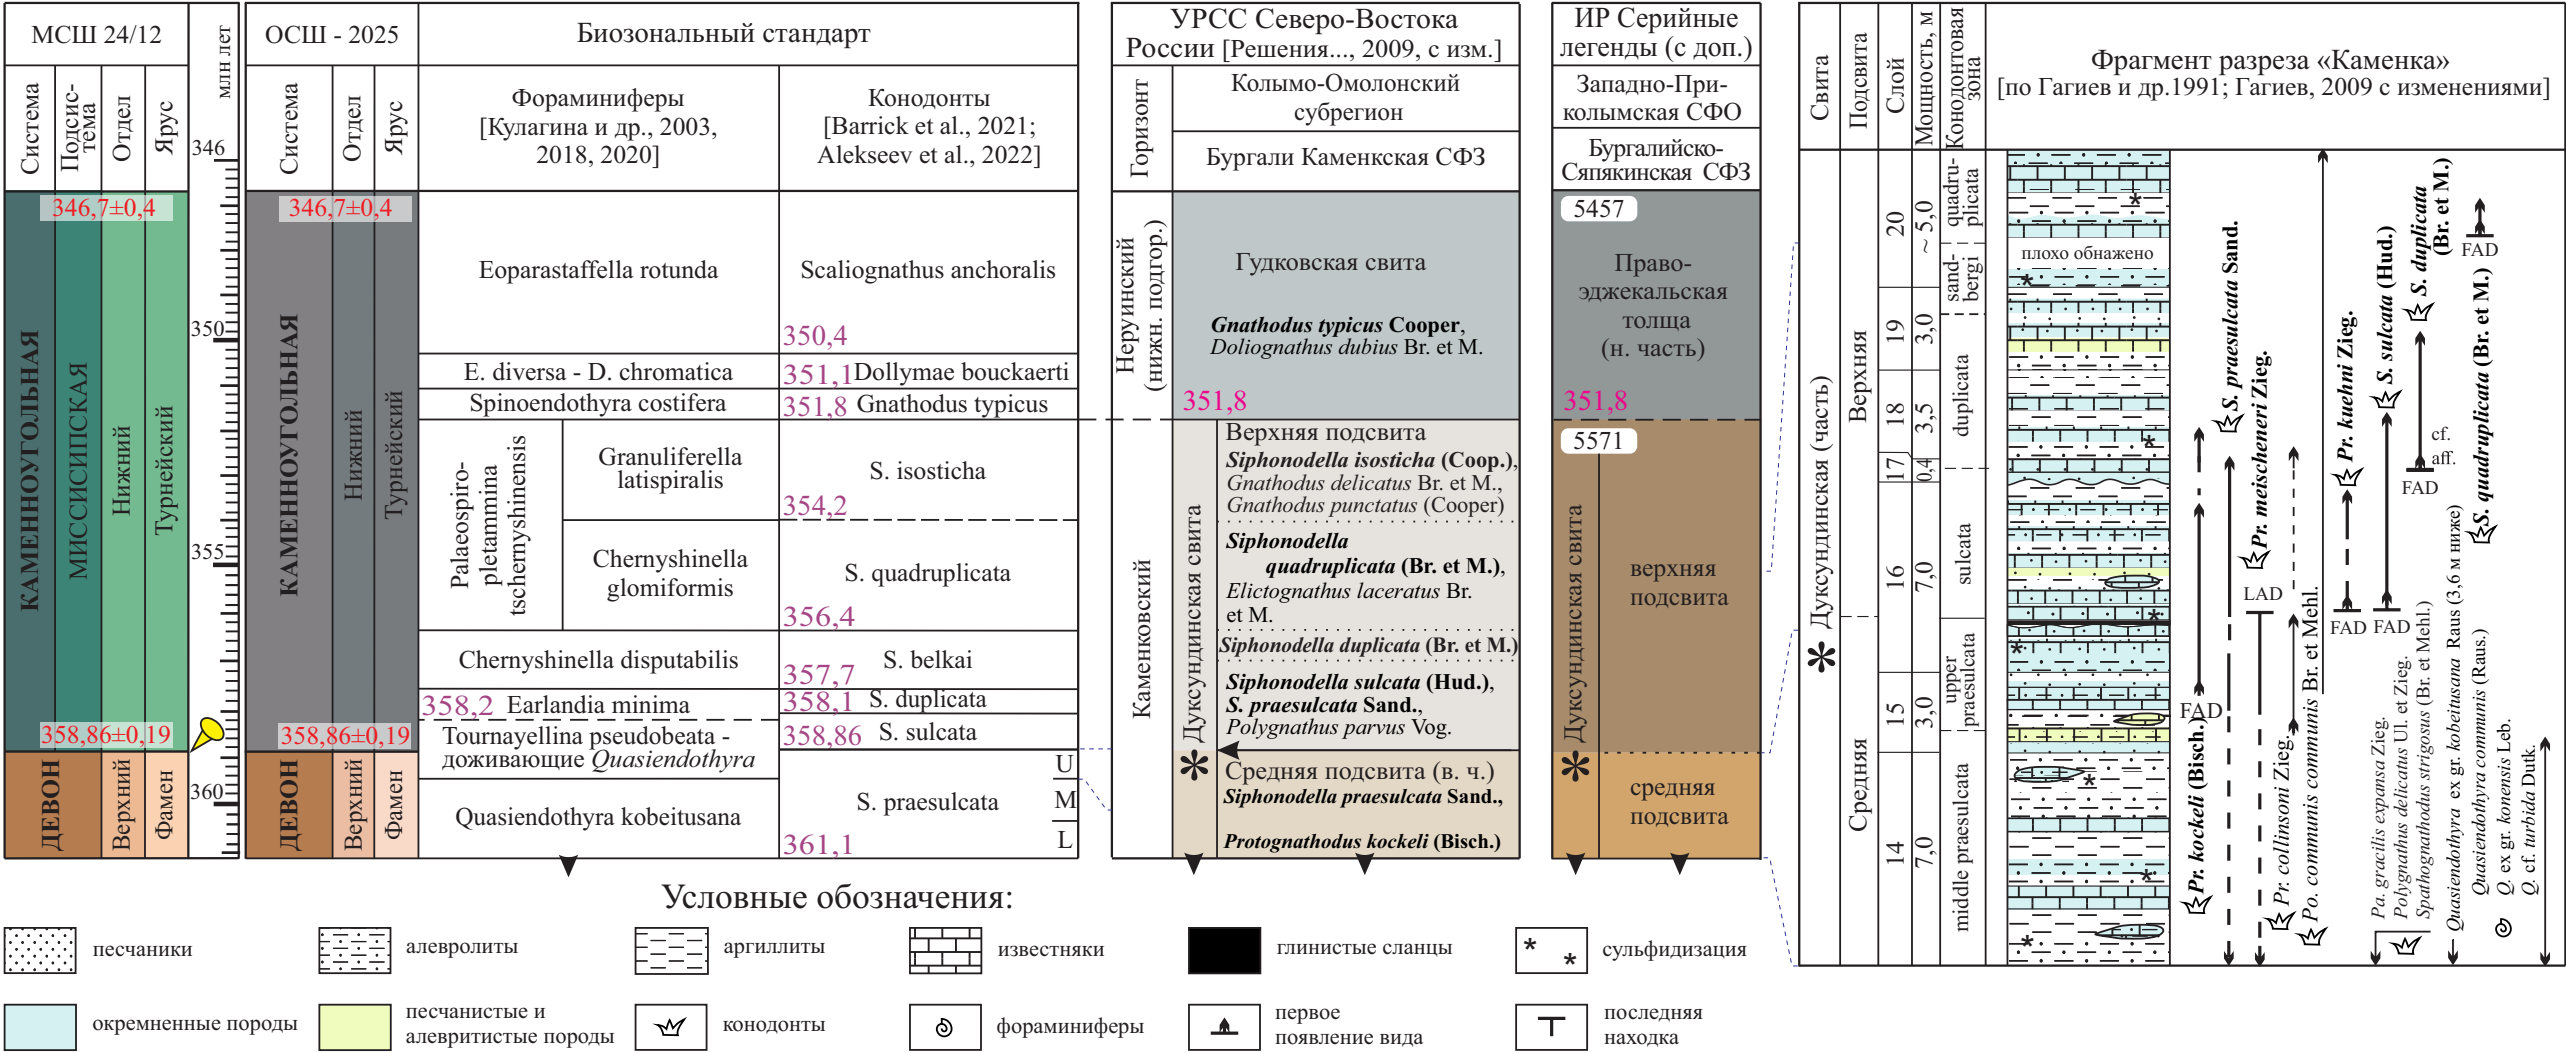 МСШ 24/12
млн лет
ОСШ - 2025
Биозональный стандарт
УРСС Северо-Востока
России [Решения..., 2009, с изм.]
ИР Серийные
легенды (с доп.)
Свита
Подсвита
Слой
Мощность, м
Конодонтовая
зона
Фрагмент разреза «Каменка»
[по Гагиев и др.1991; Гагиев, 2009 с изменениями]
Система
Подсис-
тема
Отдел
Ярус
Система
Отдел
Ярус
Фораминиферы
[Кулагина и др., 2003,
2018, 2020]
Конодонты
[Barrick et al., 2021;
Alekseev et al., 2022]
Горизонт
Колымо-Омолонский
субрегион
Бургали Каменкская СФЗ
Западно-При-
колымская СФО
Бургалийско-
Сяпякинская СФЗ
346
350
355
360
КАМЕННОУГОЛЬНАЯ
МИССИСИПСКАЯ
Нижний
Турнейский
346,7±0,4
358,86±0,19
ДЕВОН
Верхний
Фамен
КАМЕННОУГОЛЬНАЯ
Нижний
Турнейский
346,7±0,4
358,86±0,19
ДЕВОН
Верхний
Фамен
Eoparastaffella rotunda
E. diversa - D. chromatica
Spinoendothyra costifera
Palaeospiro-
plectammina
tschernyshinensis
Granuliferella
latispiralis
Chernyshinella
glomiformis
Chernyshinella disputabilis
358,2 Earlandia minima
Tournayellina pseudobeata -
доживающие Quasiendothyra
Quasiendothyra kobeitusana
Scaliognathus anchoralis
350,4
351,1 Dollymae bouckaerti
351,8 Gnathodus typicus
S. isosticha
354,2
S. quadruplicata
356,4
S. belkai
357,7
358,1 S. duplicata
358,86 S. sulcata
S. praesulcata
361,1
U
M
L
Неруинский
(нижн. подгор.)
Каменковский
Гудковская свита
Gnathodus typicus Cooper,
Doliognathus dubius Br. et M.
351,8
Дуксундинская свита
*
Верхняя подсвита
Siphonodella isosticha (Coop.),
Gnathodus delicatus Br. et M.,
Gnathodus punctatus (Cooper)
Siphonodella
quadruplicata (Br. et M.),
Elictognathus laceratus Br.
et M.
Siphonodella duplicata (Br. et M.)
Siphonodella sulcata (Hud.),
S. praesulcata Sand.,
Polygnathus parvus Vog.
Средняя подсвита (в. ч.)
Siphonodella praesulcata Sand.,
Protognathodus kockeli (Bisch.)
5457
Право-
эджекальская
толща
(н. часть)
351,8
5571
Дуксундинская свита
*
верхняя
подсвита
средняя
подсвита
* Дуксундинская (часть)
Верхняя
Средняя
20
19
18
17
16
15
14
~ 5,0
3,0
3,5
0,4
7,0
3,0
7,0
quadru-
plicata
sand-
bergi
duplicata
sulcata
upper
praesulcata
middle praesulcata
плохо обнажено
Pr. kockeli (Bisch.)
FAD
S. praesulcata Sand.
Pr. meischeneri Zieg.
LAD
Pr. collinsoni Zieg.
Po. communis communis Br. et Mehl.
Pr. kuehni Zieg.
FAD
S. sulcata (Hud.)
FAD
S. duplicata
(Br. et M.)
cf.
aff.
FAD
S. quadruplicata (Br. et M.)
FAD
Pa. gracilis expansa Zieg.
Polygnathus delicatus Ul. et Zieg.
Spathognathodus strigosus (Br. et Mehl.)
Quasiendothyra ex gr. kobeitusana Raus (3,6 м ниже)
Quasiendothyra communis (Raus.)
Q. ex gr. konensis Leb.
Q. cf. turbida Dutk.
Условные обозначения:
песчаники
алевролиты
аргиллиты
известняки
глинистые сланцы
сульфидизация
окремненные породы
песчанистые и
алевритистые породы
конодонты
фораминиферы
первое
появление вида
последняя
находка